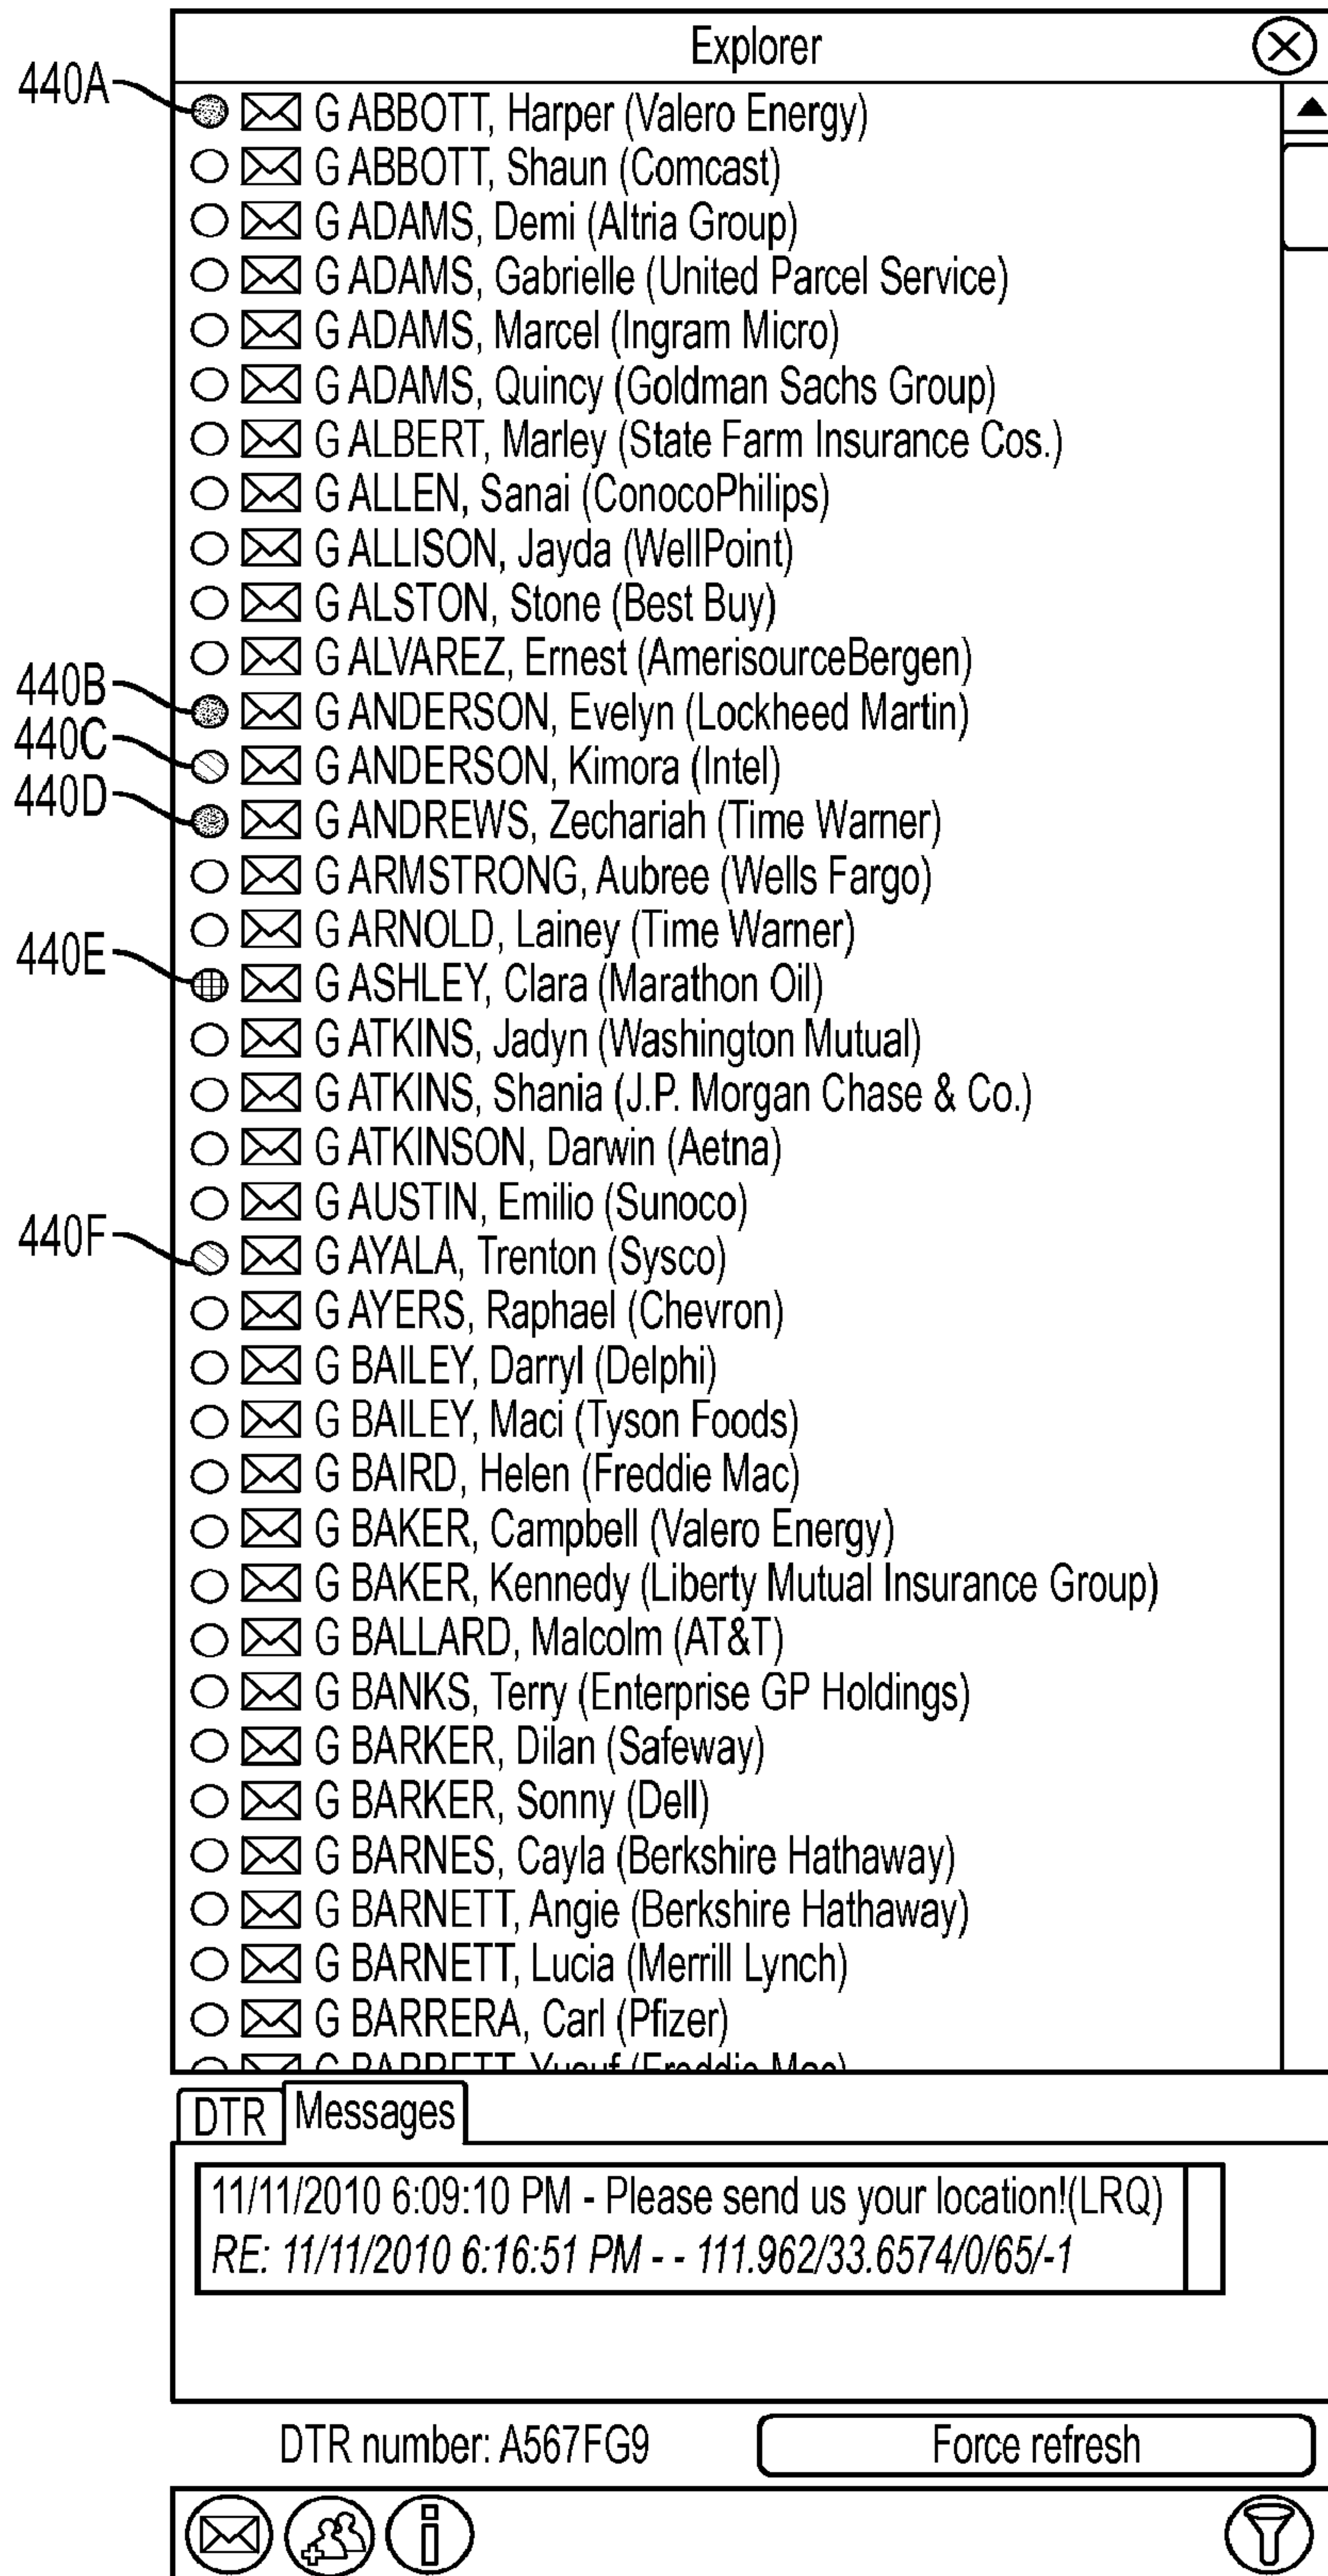 Explorer
440A
G ABBOTT, Harper (Valero Energy)
G ABBOTT, Shaun (Comcast)
G ADAMS, Demi (Altria Group)
G ADAMS, Gabrielle (United Parcel Service)
G ADAMS, Marcel (Ingram Micro)
G ADAMS, Quincy (Goldman Sachs Group)
G ALBERT, Marley (State Farm Insurance Cos.)
G ALLEN, Sanai (ConocoPhilips)
G ALLISON, Jayda (WellPoint)
G ALSTON, Stone (Best Buy)
G ALVAREZ, Ernest (AmerisourceBergen)
440B
G ANDERSON, Evelyn (Lockheed Martin)
440C
G ANDERSON, Kimora (Intel)
440D
G ANDREWS, Zechariah (Time Warner)
G ARMSTRONG, Aubree (Wells Fargo)
G ARNOLD, Lainey (Time Warner)
440E
G ASHLEY, Clara (Marathon Oil)
G ATKINS, Jadyn (Washington Mutual)
G ATKINS, Shania (J.P. Morgan Chase & Co.)
G ATKINSON, Darwin (Aetna)
G AUSTIN, Emilio (Sunoco)
440F
G AYALA, Trenton (Sysco)
G AYERS, Raphael (Chevron)
G BAILEY, Darryl (Delphi)
G BAILEY, Maci (Tyson Foods)
G BAIRD, Helen (Freddie Mac)
G BAKER, Campbell (Valero Energy)
G BAKER, Kennedy (Liberty Mutual Insurance Group)
G BALLARD, Malcolm (AT&T)
G BANKS, Terry (Enterprise GP Holdings)
G BARKER, Dilan (Safeway)
G BARKER, Sonny (Dell)
G BARNES, Cayla (Berkshire Hathaway)
G BARNETT, Angie (Berkshire Hathaway)
G BARNETT, Lucia (Merrill Lynch)
G BARRERA, Carl (Pfizer)
G BARRETT, Yusuf (Freddie Mac)
DTR Messages
11/11/2010 6:09:10 PM - Please send us your location!(LRQ)
RE: 11/11/2010 6:16:51 PM - - 111.962/33.6574/0/65/-1
DTR number: A567FG9
Force refresh